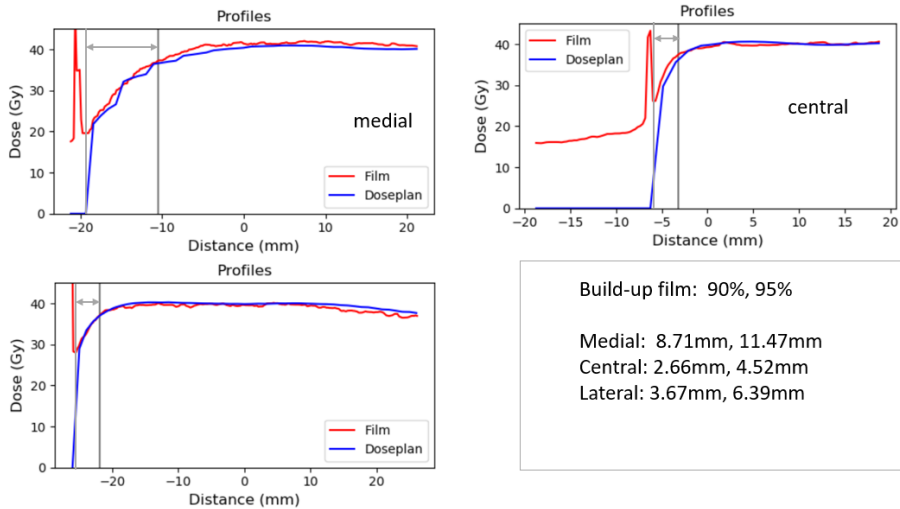 Profiles
Dose (Gy)
40
30
20
10
0
medial
Film
Doseplan
−20 −10 0 10 20
Distance (mm)
Profiles
Dose (Gy)
40
30
20
10
0
Film
Doseplan
central
−20 −15 −10 −5 0 5 10 15 20
Distance (mm)
Profiles
Dose (Gy)
40
30
20
10
0
Film
Doseplan
−20 −10 0 10 20
Distance (mm)
Build-up film: 90%, 95%
Medial: 8.71mm, 11.47mm
Central: 2.66mm, 4.52mm
Lateral: 3.67mm, 6.39mm